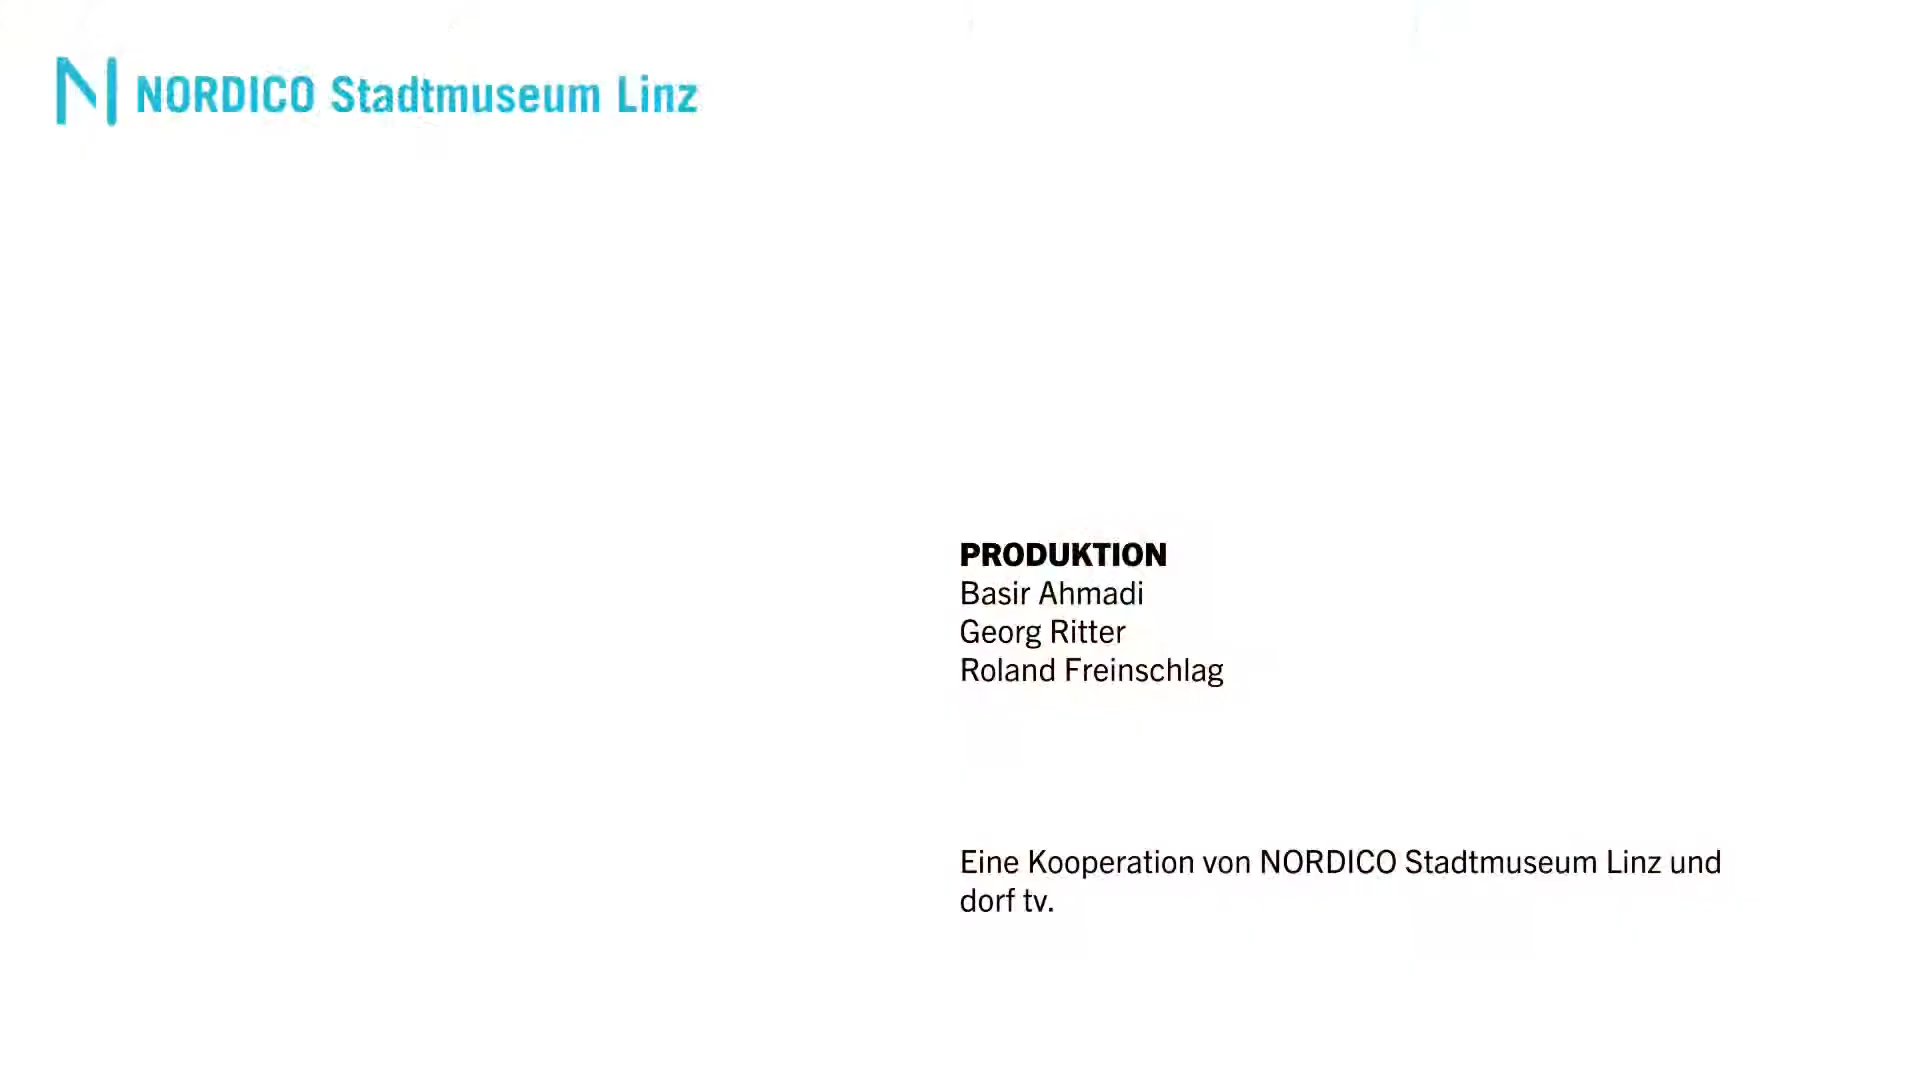 NORDICO Stadtmuseum Linz
PRODUKTION
Basir Ahmadi
Georg Ritter
Roland Freinschlag
Eine Kooperation von NORDICO Stadtmuseum Linz und
dorf tv.